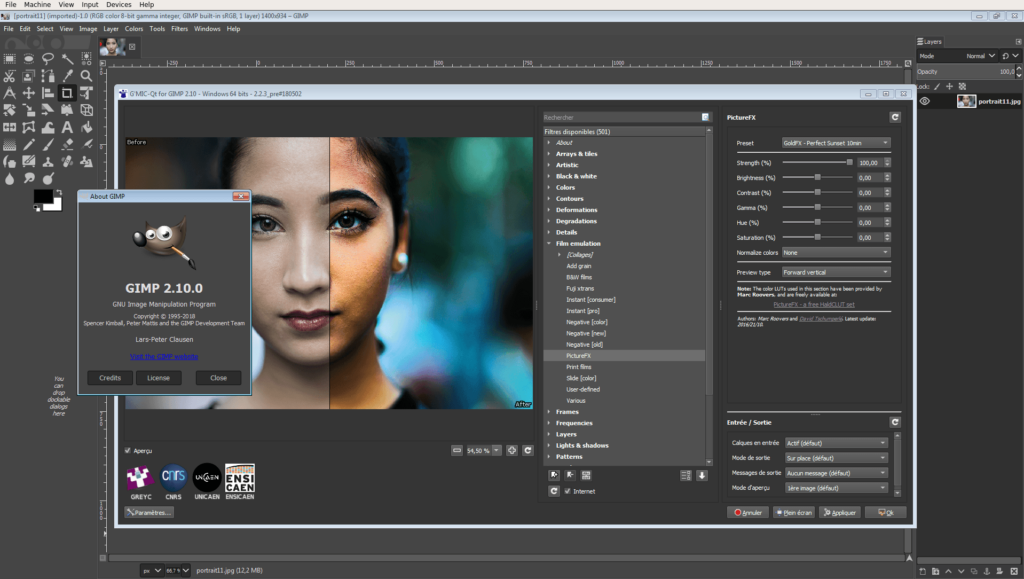 File Machine View Input Devices Help
[portrait11] (imported)-1.0 (RGB color 8-bit gamma integer, GIMP built-in sRGB, 1 layer) 1400x934 – GIMP
File Edit Select View Image Layer Colors Tools Filters Windows Help
Layers
Mode Normal
Opacity 100,0
Lock:
portrait11.jpg
G'MIC-Qt for GIMP 2.10 - Windows 64 bits - 2.2.3_pre#180502
Before
After
About GIMP
GIMP 2.10.0
GNU Image Manipulation Program
Copyright © 1995-2018
Spencer Kimball, Peter Mattis and the GIMP Development Team
Lars-Peter Clausen
Visit the GIMP website
Credits License Close
You
can
drop
dockable
dialogs
here
Aperçu
54,50 %
GREYC CNRS UNICAEN ENSICAEN
Paramètres...
Rechercher
Filtres disponibles (501)
About
Arrays & tiles
Artistic
Black & white
Colors
Contours
Deformations
Degradations
Details
Film emulation
[Collages]
Add grain
B&W films
Fuji xtrans
Instant [consumer]
Instant [pro]
Negative [color]
Negative [new]
Negative [old]
PictureFX
Print films
Slide [color]
User-defined
Various
Frames
Frequencies
Layers
Lights & shadows
Patterns
Internet
PictureFX
Preset GoldFX - Perfect Sunset 10min
Strength (%) 100,00
Brightness (%) 0,00
Contrast (%) 0,00
Gamma (%) 0,00
Hue (%) 0,00
Saturation (%) 0,00
Normalize colors None
Preview type Forward vertical
Note: The color LUTs used in this section have been provided by
Marc Roovers, and are freely available at:
PictureFX - a free HaldCLUT set
Authors: Marc Roovers and David Tschumperlé. Latest update:
2016/21/10.
Entrée / Sortie
Calques en entrée Actif (défaut)
Mode de sortie Sur place (défaut)
Messages de sortie Aucun message (défaut)
Mode d'aperçu 1ère image (défaut)
Annuler Plein écran Appliquer Ok
px 66,7 % portrait11.jpg (12,2 MB)